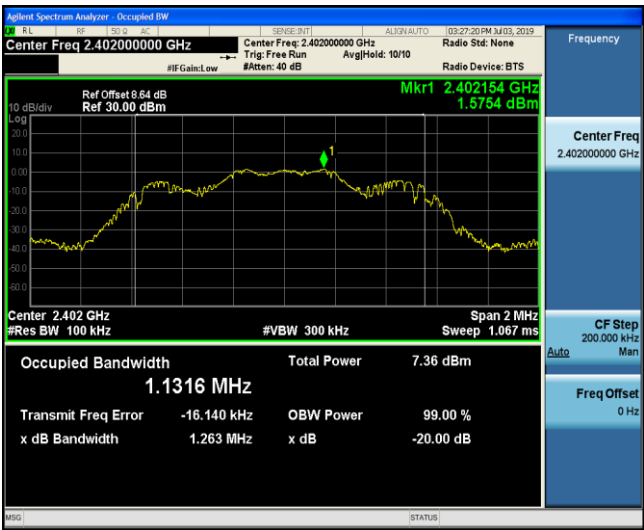 Agilent Spectrum Analyzer - Occupied BW
RL RF 50 Ω AC SENSE:INT ALIGN AUTO 03:27:20 PM Jul 03, 2019
Center Freq 2.402000000 GHz
Center Freq: 2.402000000 GHz
Radio Std: None
Trig: Free Run Avg|Hold: 10/10
#IFGain:Low
#Atten: 40 dB
Radio Device: BTS
Frequency
Ref Offset 8.64 dB
10 dB/div Ref 30.00 dBm
Mkr1 2.402154 GHz
1.5754 dBm
Log
20.0
10.0
0.00
-10.0
-20.0
-30.0
-40.0
-50.0
-60.0
1
Center 2.402 GHz
Span 2 MHz
#Res BW 100 kHz
#VBW 300 kHz
Sweep 1.067 ms
Center Freq
2.402000000 GHz
CF Step
200.000 kHz
Auto Man
Freq Offset
0 Hz
Occupied Bandwidth
1.1316 MHz
Total Power 7.36 dBm
Transmit Freq Error -16.140 kHz
OBW Power 99.00 %
x dB Bandwidth 1.263 MHz
x dB -20.00 dB
MSG
STATUS